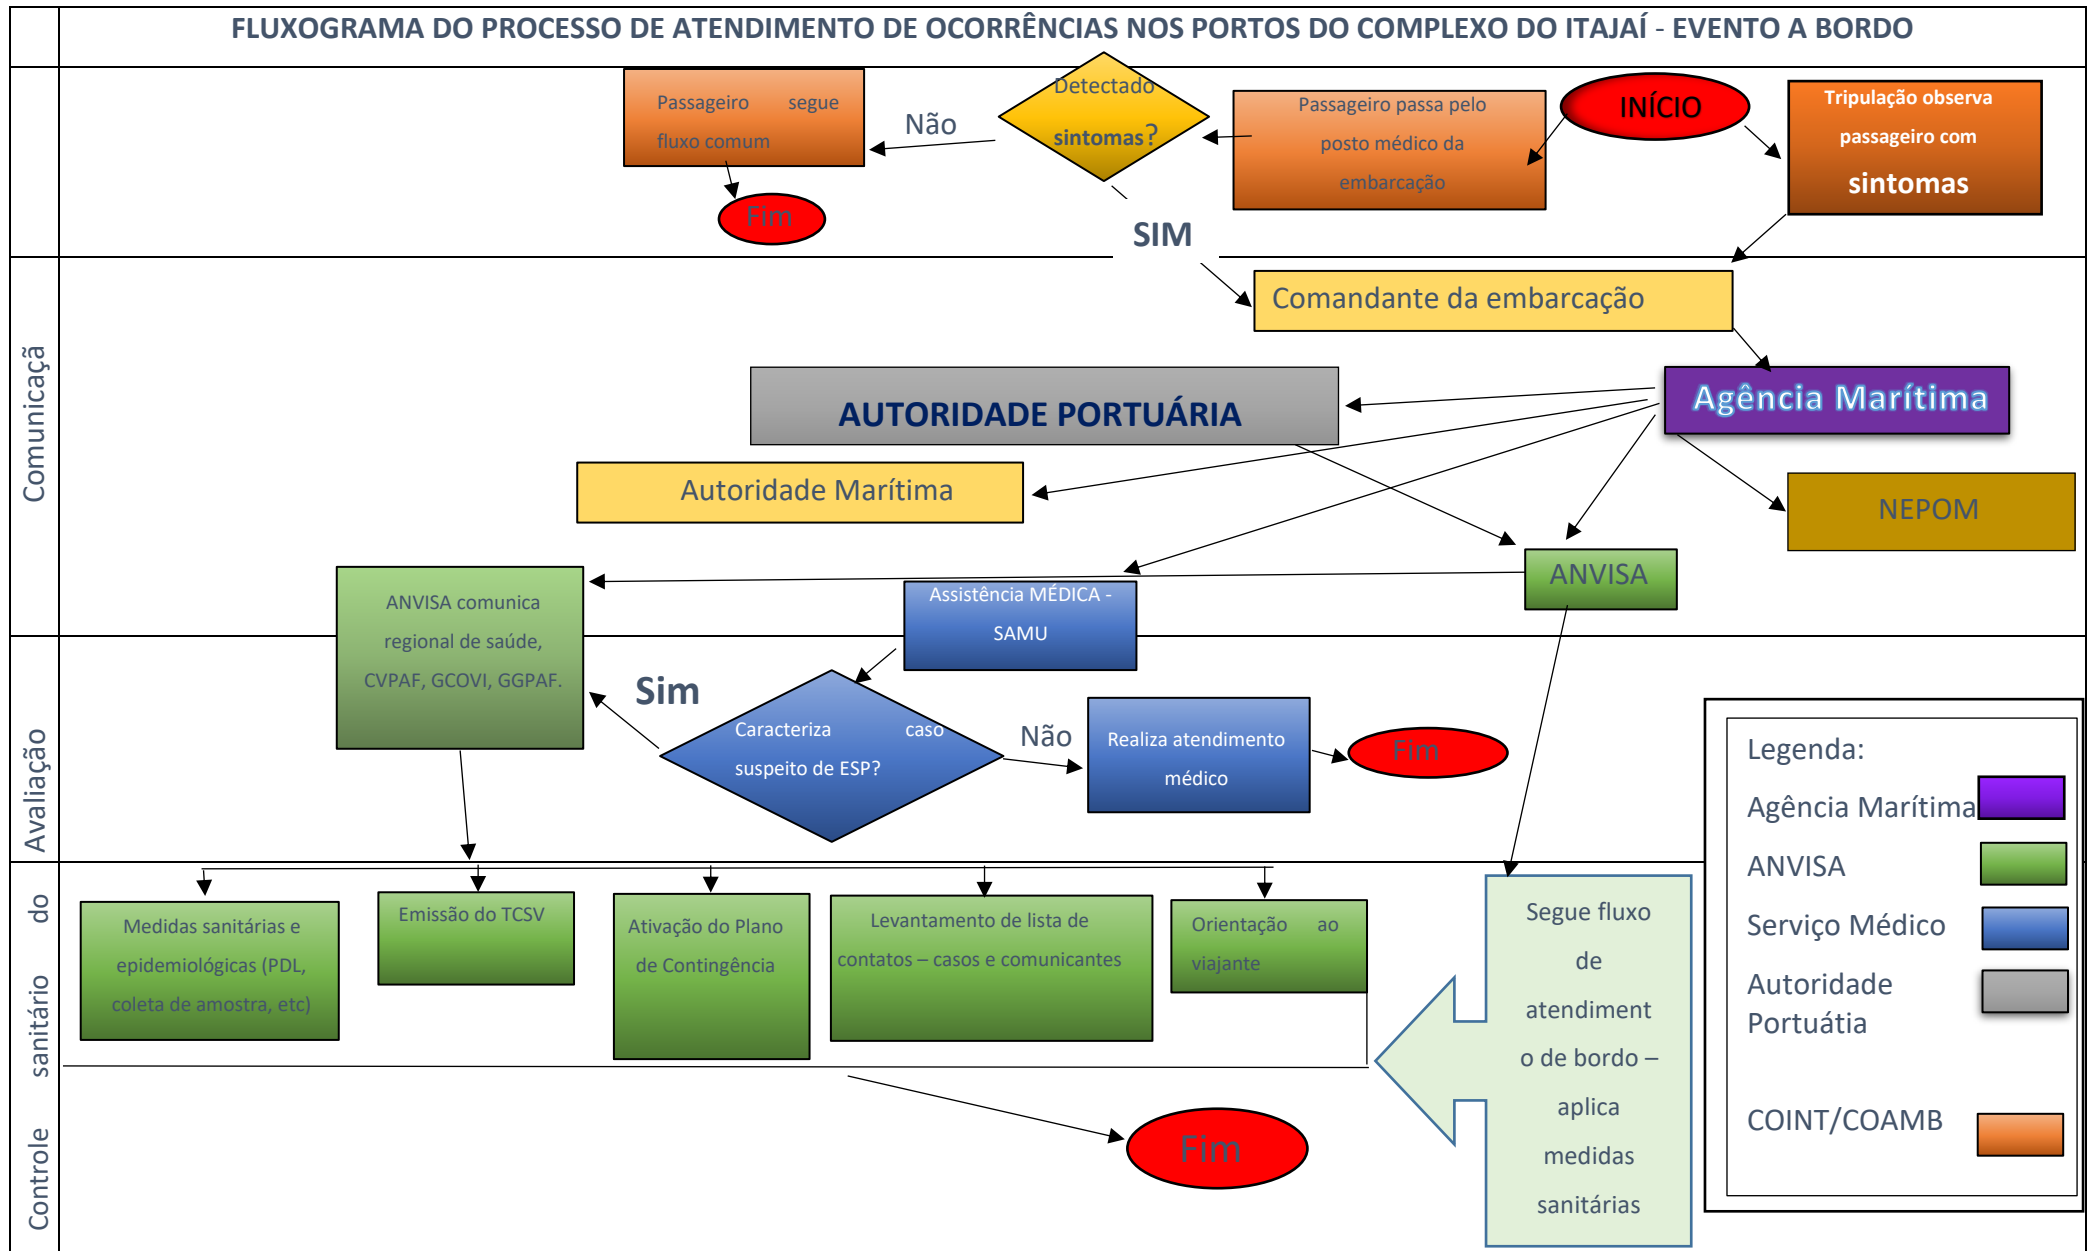 FLUXOGRAMA DO PROCESSO DE ATENDIMENTO DE OCORRÊNCIAS NOS PORTOS DO COMPLEXO DO ITAJAÍ - EVENTO A BORDO
INÍCIO
Tripulação observa
passageiro com
sintomas
Passageiro passa pelo
posto médico da
embarcação
Detectado
sintomas?
Não
Passageiro segue
fluxo comum
Fim
SIM
Comunicaçã
Comandante da embarcação
Agência Marítima
AUTORIDADE PORTUÁRIA
Autoridade Marítima
NEPOM
ANVISA
Assistência MÉDICA -
SAMU
ANVISA comunica
regional de saúde,
CVPAF, GCOVI, GGPAF.
Avaliação
Sim
Caracteriza caso
suspeito de ESP?
Não
Realiza atendimento
médico
Fim
Controle sanitário do
Medidas sanitárias e
epidemiológicas (PDL,
coleta de amostra, etc)
Emissão do TCSV
Ativação do Plano
de Contingência
Levantamento de lista de
contatos – casos e comunicantes
Orientação ao
viajante
Segue fluxo
de
atendiment
o de bordo –
aplica
medidas
sanitárias
Fim
Legenda:
Agência Marítima
ANVISA
Serviço Médico
Autoridade
Portuátia
COINT/COAMB